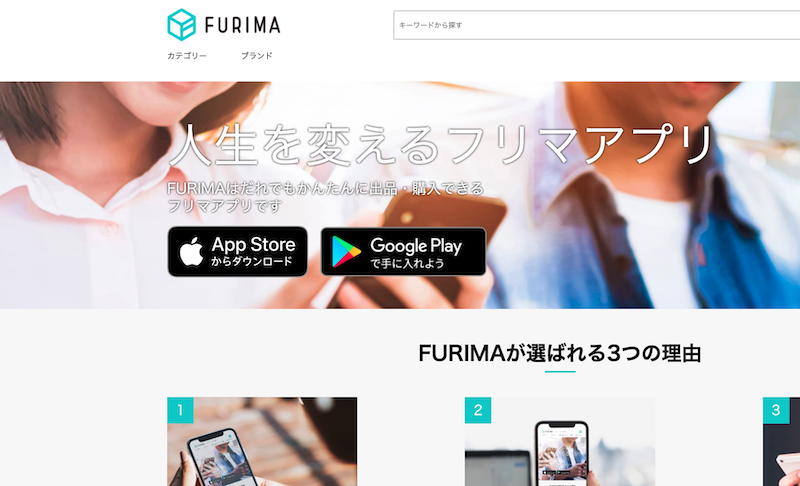 FURIMA
キーワードから探す
カテゴリー ブランド
人生を変えるフリマアプリ
FURIMAはだれでもかんたんに出品・購入できる
フリマアプリです
App Store
からダウンロード
Google Play
で手に入れよう
FURIMAが選ばれる3つの理由
1
2
3